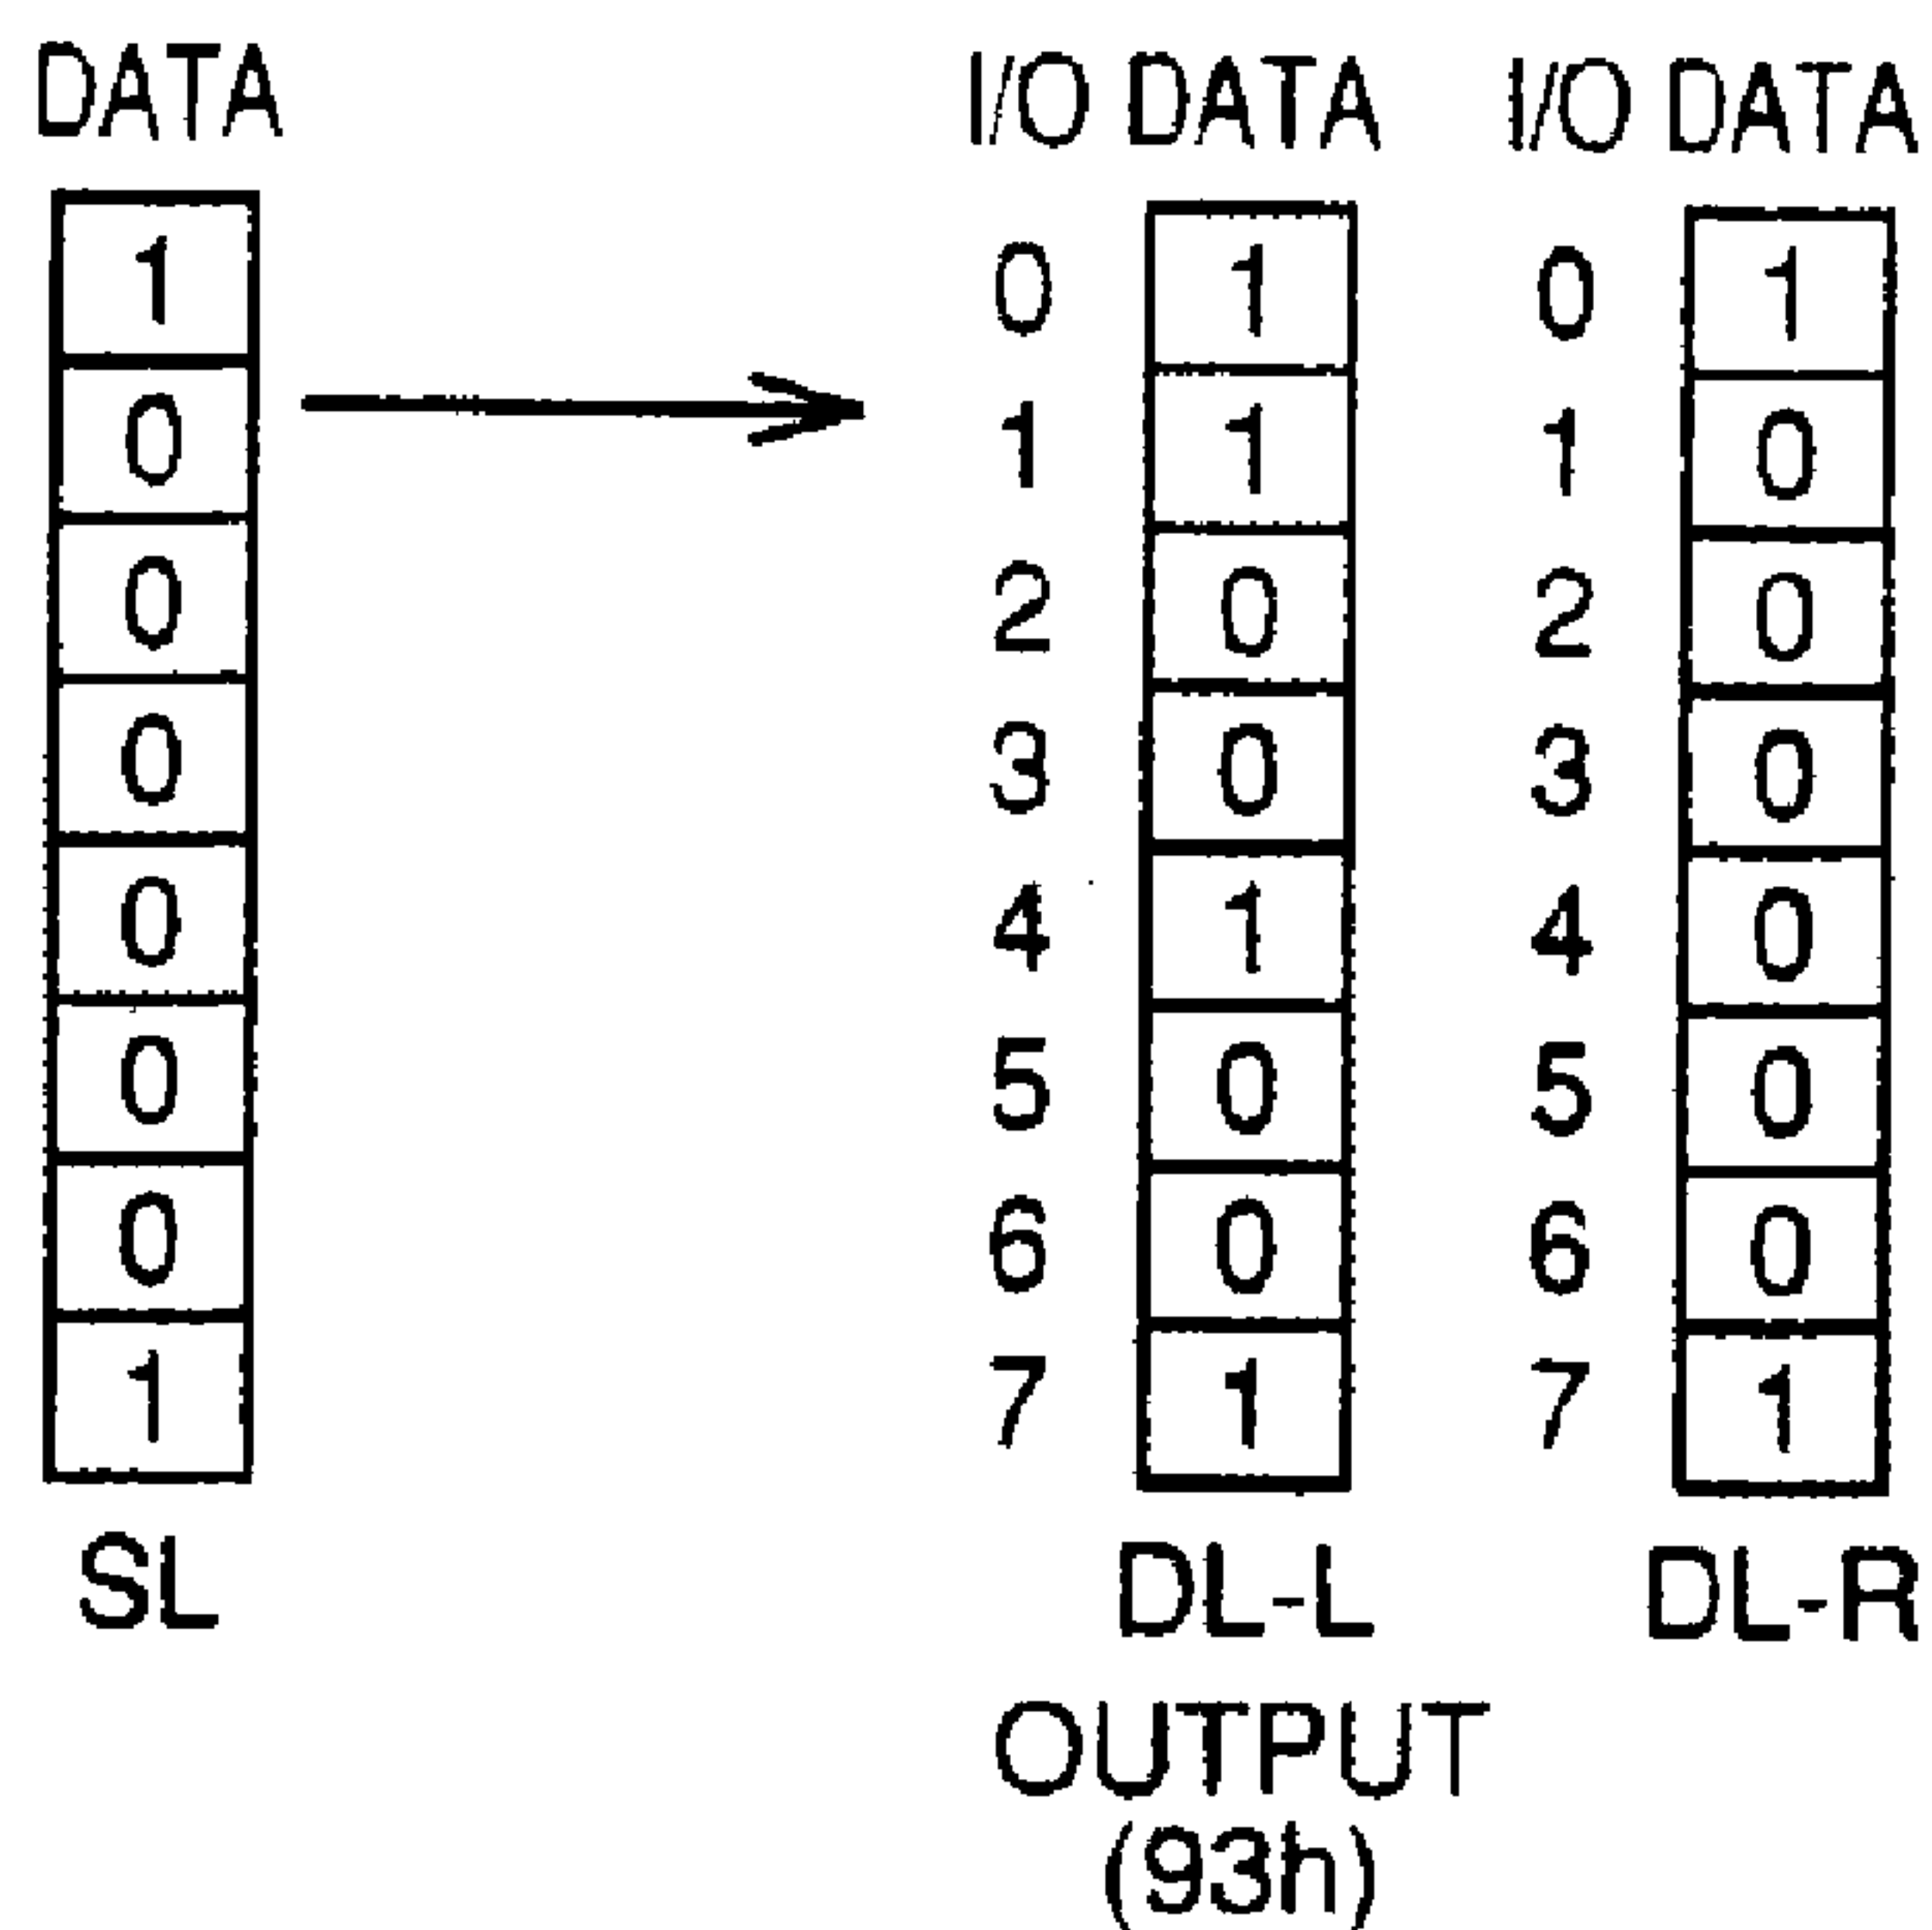 DATA I/O DATA I/O DATA
1 0 1 0 1
0 1 1 1 0
0 2 0 2 0
0 3 0 3 0
0 4 1 4 0
0 5 0 5 0
0 6 0 6 0
1 7 1 7 1
SL DL-L DL-R
OUTPUT
(93h)